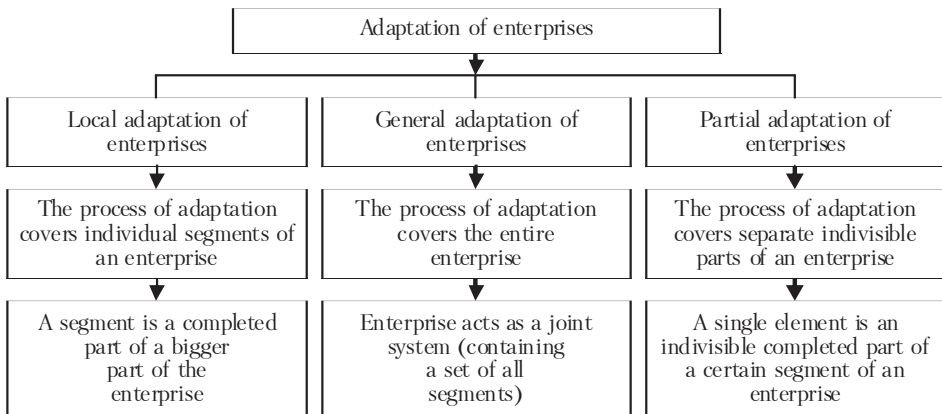 Adaptation of enterprises
Local adaptation of
enterprises
General adaptation of
enterprises
Partial adaptation of
enterprises
The process of adaptation
covers individual segments of
an enterprise
The process of adaptation
covers the entire
enterprise
The process of adaptation
covers separate indivisible
parts of an enterprise
A segment is a completed
part of a bigger
part of the
enterprise
Enterprise acts as a joint
system (containing
a set of all
segments)
A single element is an
indivisible completed part of
a certain segment of an
enterprise